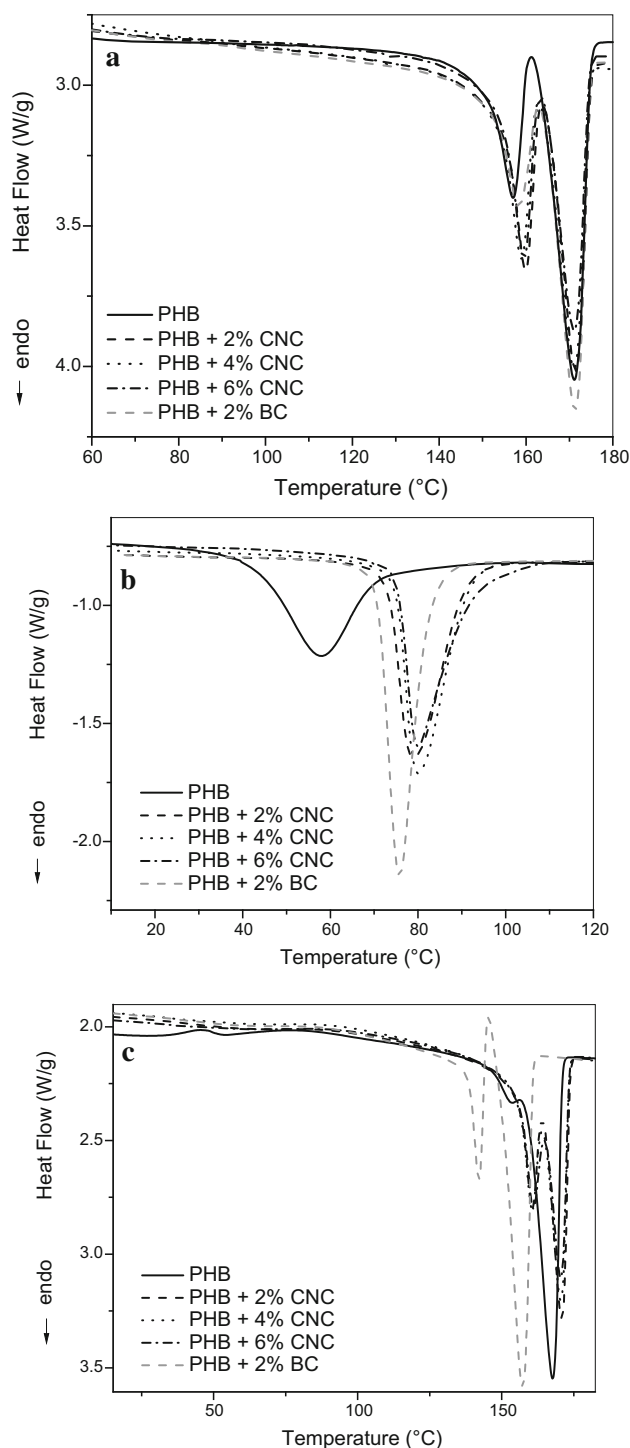 a
3.0
3.5
4.0
Heat Flow (W/g)
endo
PHB
PHB + 2% CNC
PHB + 4% CNC
PHB + 6% CNC
PHB + 2% BC
60 80 100 120 140 160 180
Temperature (°C)
b
-1.0
-1.5
-2.0
Heat Flow (W/g)
endo
PHB
PHB + 2% CNC
PHB + 4% CNC
PHB + 6% CNC
PHB + 2% BC
20 40 60 80 100 120
Temperature (°C)
c
2.0
2.5
3.0
3.5
Heat Flow (W/g)
endo
PHB
PHB + 2% CNC
PHB + 4% CNC
PHB + 6% CNC
PHB + 2% BC
50 100 150
Temperature (°C)